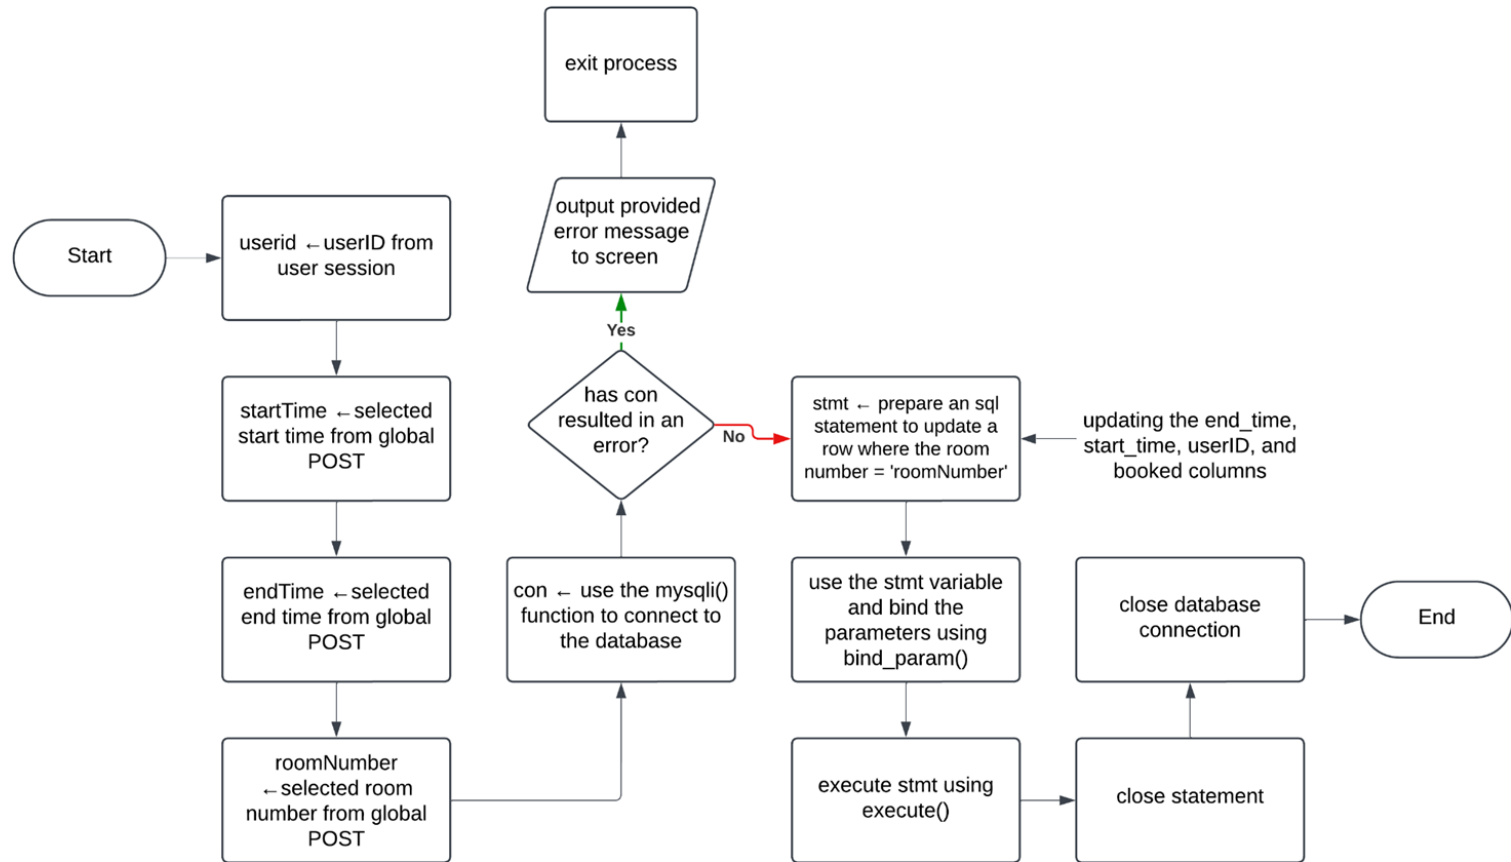 Start
userid ←userID from
user session
startTime ←selected
start time from global
POST
endTime ←selected
end time from global
POST
roomNumber
←selected room
number from global
POST
con ← use the mysqli()
function to connect to
the database
has con
resulted in an
error?
Yes
output provided
error message
to screen
exit process
No
stmt ← prepare an sql
statement to update a
row where the room
number = 'roomNumber'
updating the end_time,
start_time, userID, and
booked columns
use the stmt variable
and bind the
parameters using
bind_param()
execute stmt using
execute()
close statement
close database
connection
End